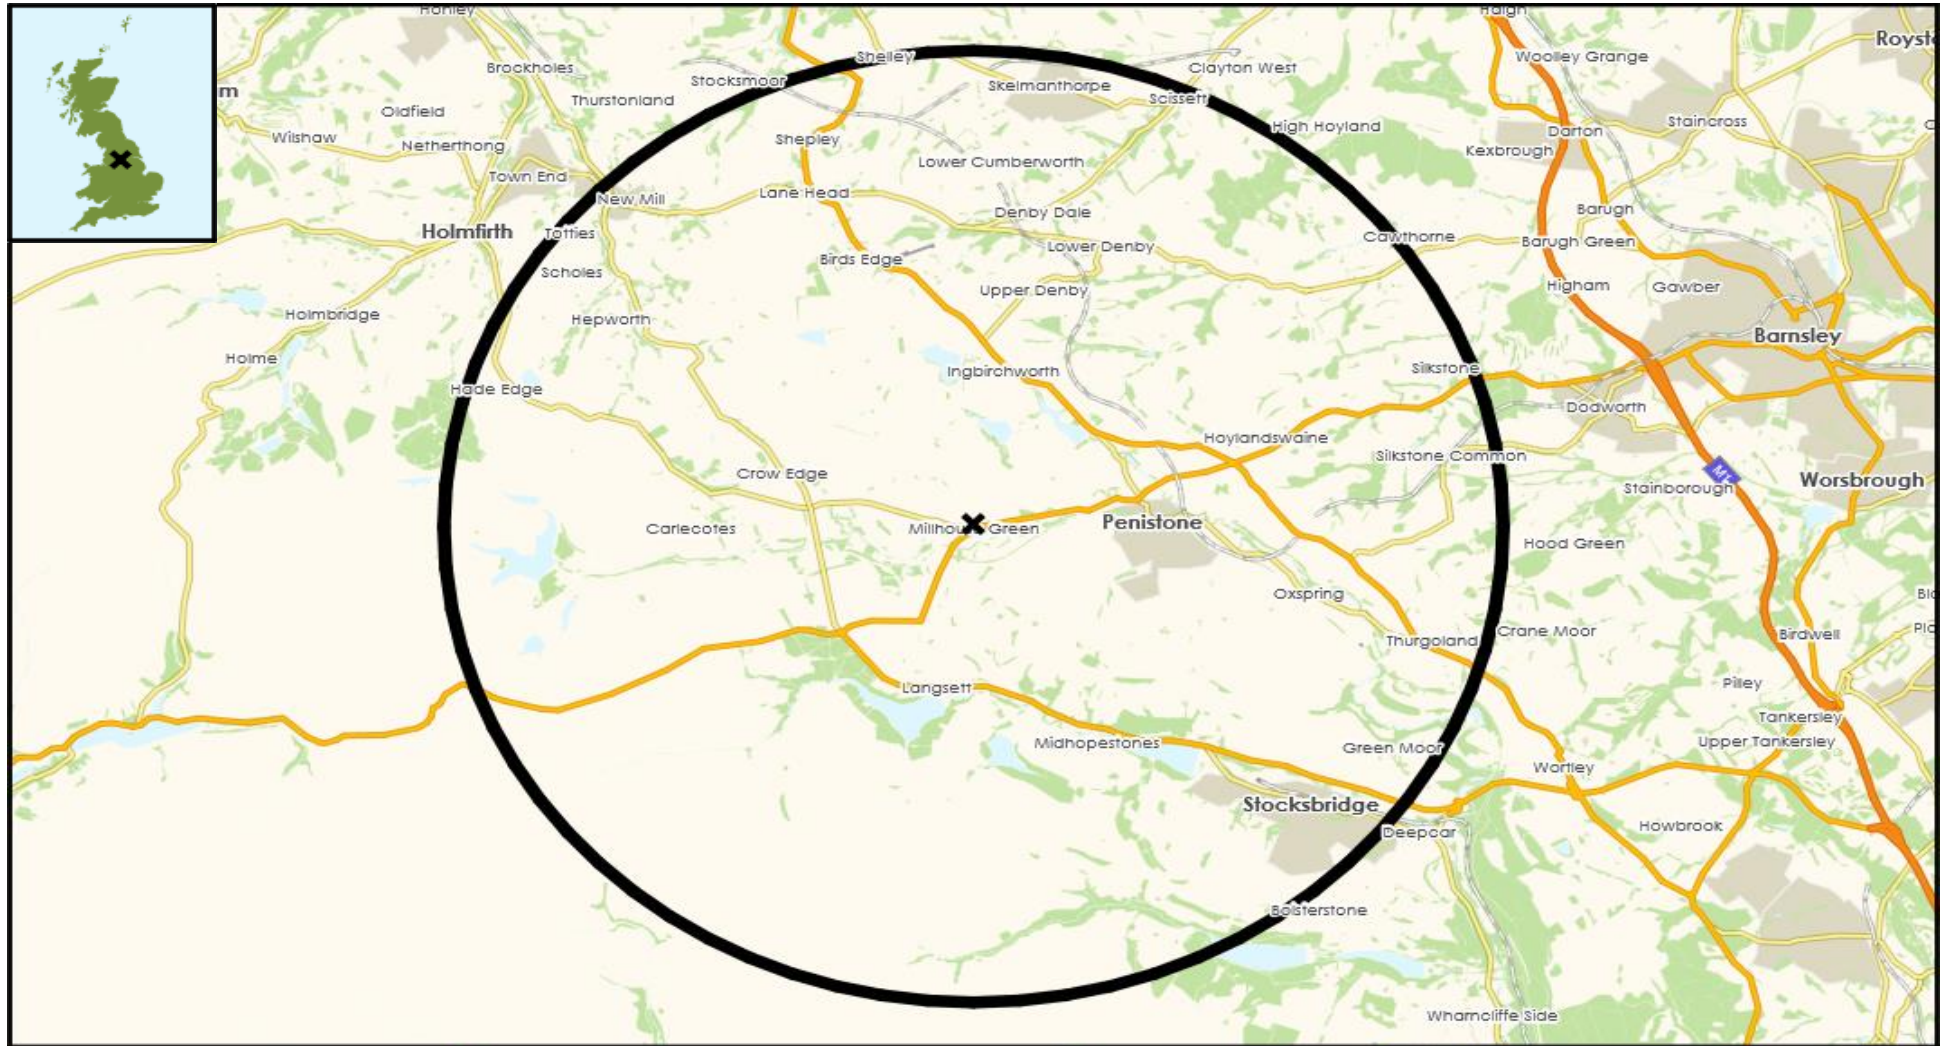 Honley
Haigh
Royst
Shelley
Woolley Grange
Brockholes
Stocksmoor
Clayton West
Skelmanthorpe
m
Thurstonland
Scissett
Oldfield
Staincross
High Hoyland
Darton
Wilshaw
Netherthong
Shepley
Kexbrough
Lower Cumberworth
Town End
New Mill
Lane Head
Denby Dale
Barugh
Holmfirth
Totties
Lower Denby
Cawthorne
Barugh Green
Birds Edge
Scholes
Upper Denby
Higham
Gawber
Holmbridge
Hepworth
Barnsley
Holme
Ingbirchworth
Silkstone
Hade Edge
Dodworth
Hoylandswaine
Silkstone Common
Crow Edge
M1
Worsbrough
Stainborough
Carlecotes
Millhouse Green
Penistone
Hood Green
Oxspring
Bl
Thurgoland
Crane Moor
Birdwell
Pla
Langsett
Pilley
Tankersley
Midhopestones
Green Moor
Upper Tankersley
Wortley
Stocksbridge
Deepcar
Howbrook
Bolsterstone
Wharncliffe Side